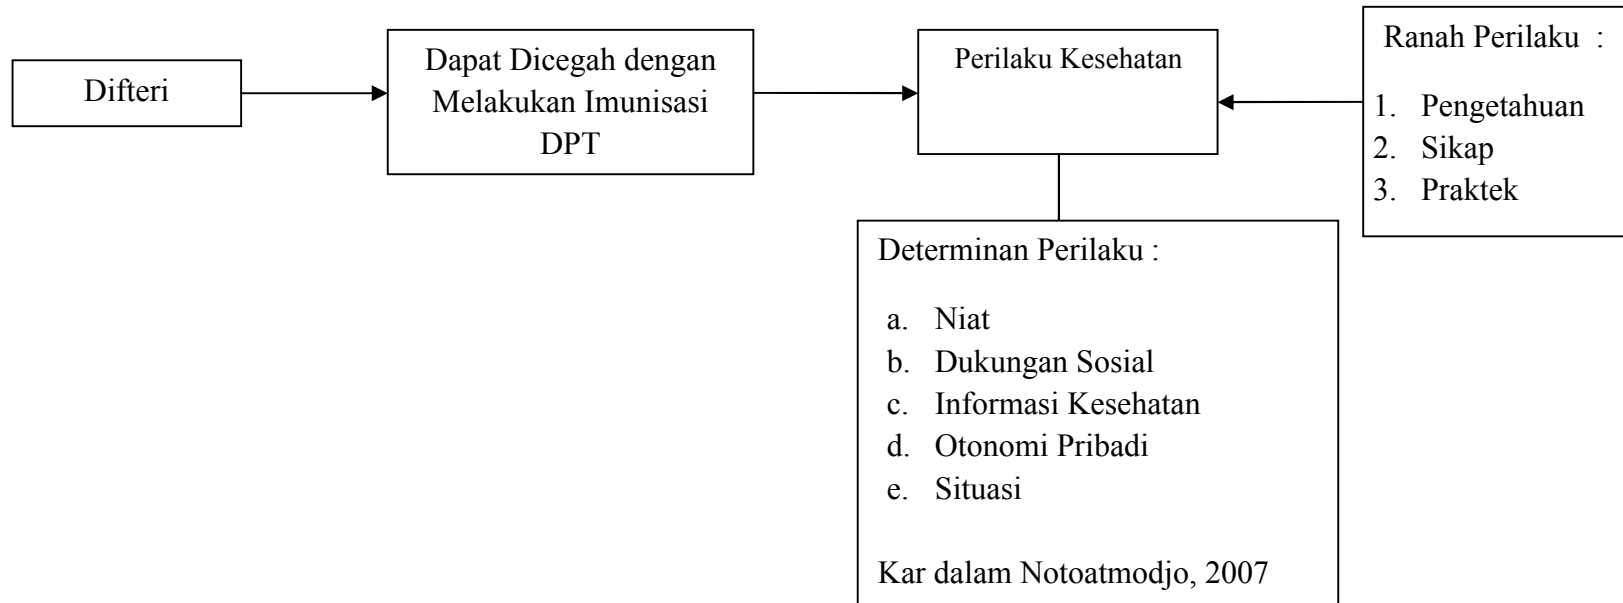 Difteri
Dapat Dicegah dengan
Melakukan Imunisasi
DPT
Perilaku Kesehatan
Ranah Perilaku :
1. Pengetahuan
2. Sikap
3. Praktek
Determinan Perilaku :
a. Niat
b. Dukungan Sosial
c. Informasi Kesehatan
d. Otonomi Pribadi
e. Situasi
Kar dalam Notoatmodjo, 2007